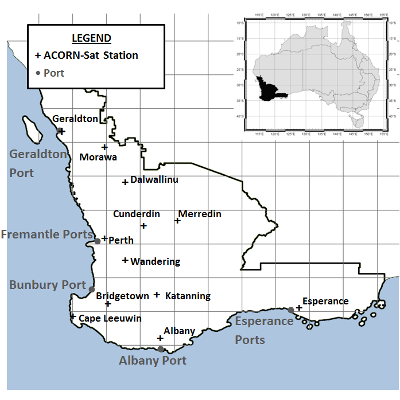 LEGEND
ACORN-Sat Station
Port
Geraldton
Geraldton
Port
Morawa
Dalwallinu
Cunderdin
Merredin
Fremantle Ports
Perth
Wandering
Bunbury Port
Bridgetown
Katanning
Esperance
Cape Leeuwin
Esperance
Ports
Albany
Albany Port